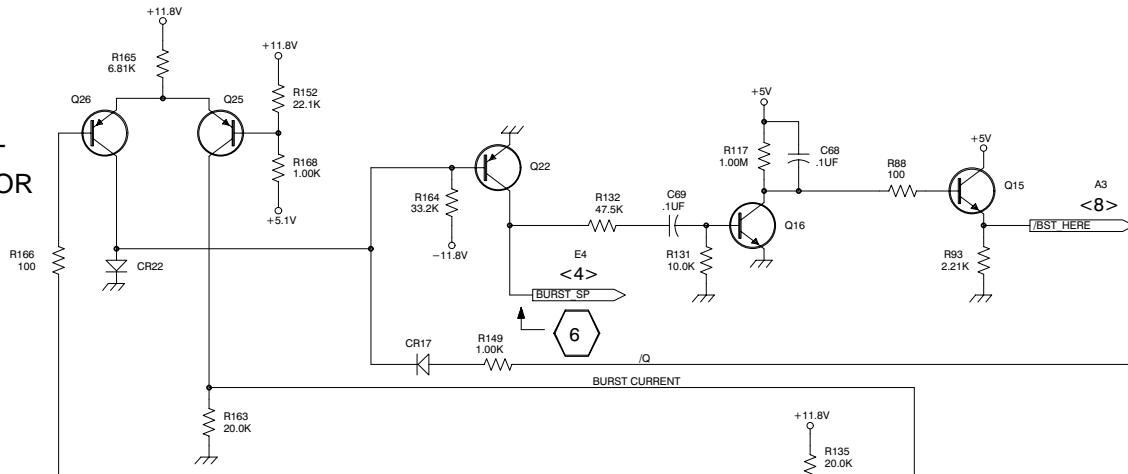 +11.8V
R165
6.81K
+11.8V
Q26
Q25
R152
22.1K
+5V
OR
R168
1.00K
Q22
R117
1.00M
C68
.1UF
+5V
R88
100
Q15
A3
<8>
R164
33.2K
+5.1V
R132
47.5K
C69
.1UF
Q16
/BST_HERE
R166
100
CR22
−11.8V
E4
<4>
R131
10.0K
R93
2.21K
BURST_SP
6
CR17
R149
1.00K
/Q
BURST CURRENT
R163
20.0K
+11.8V
R135
20.0K